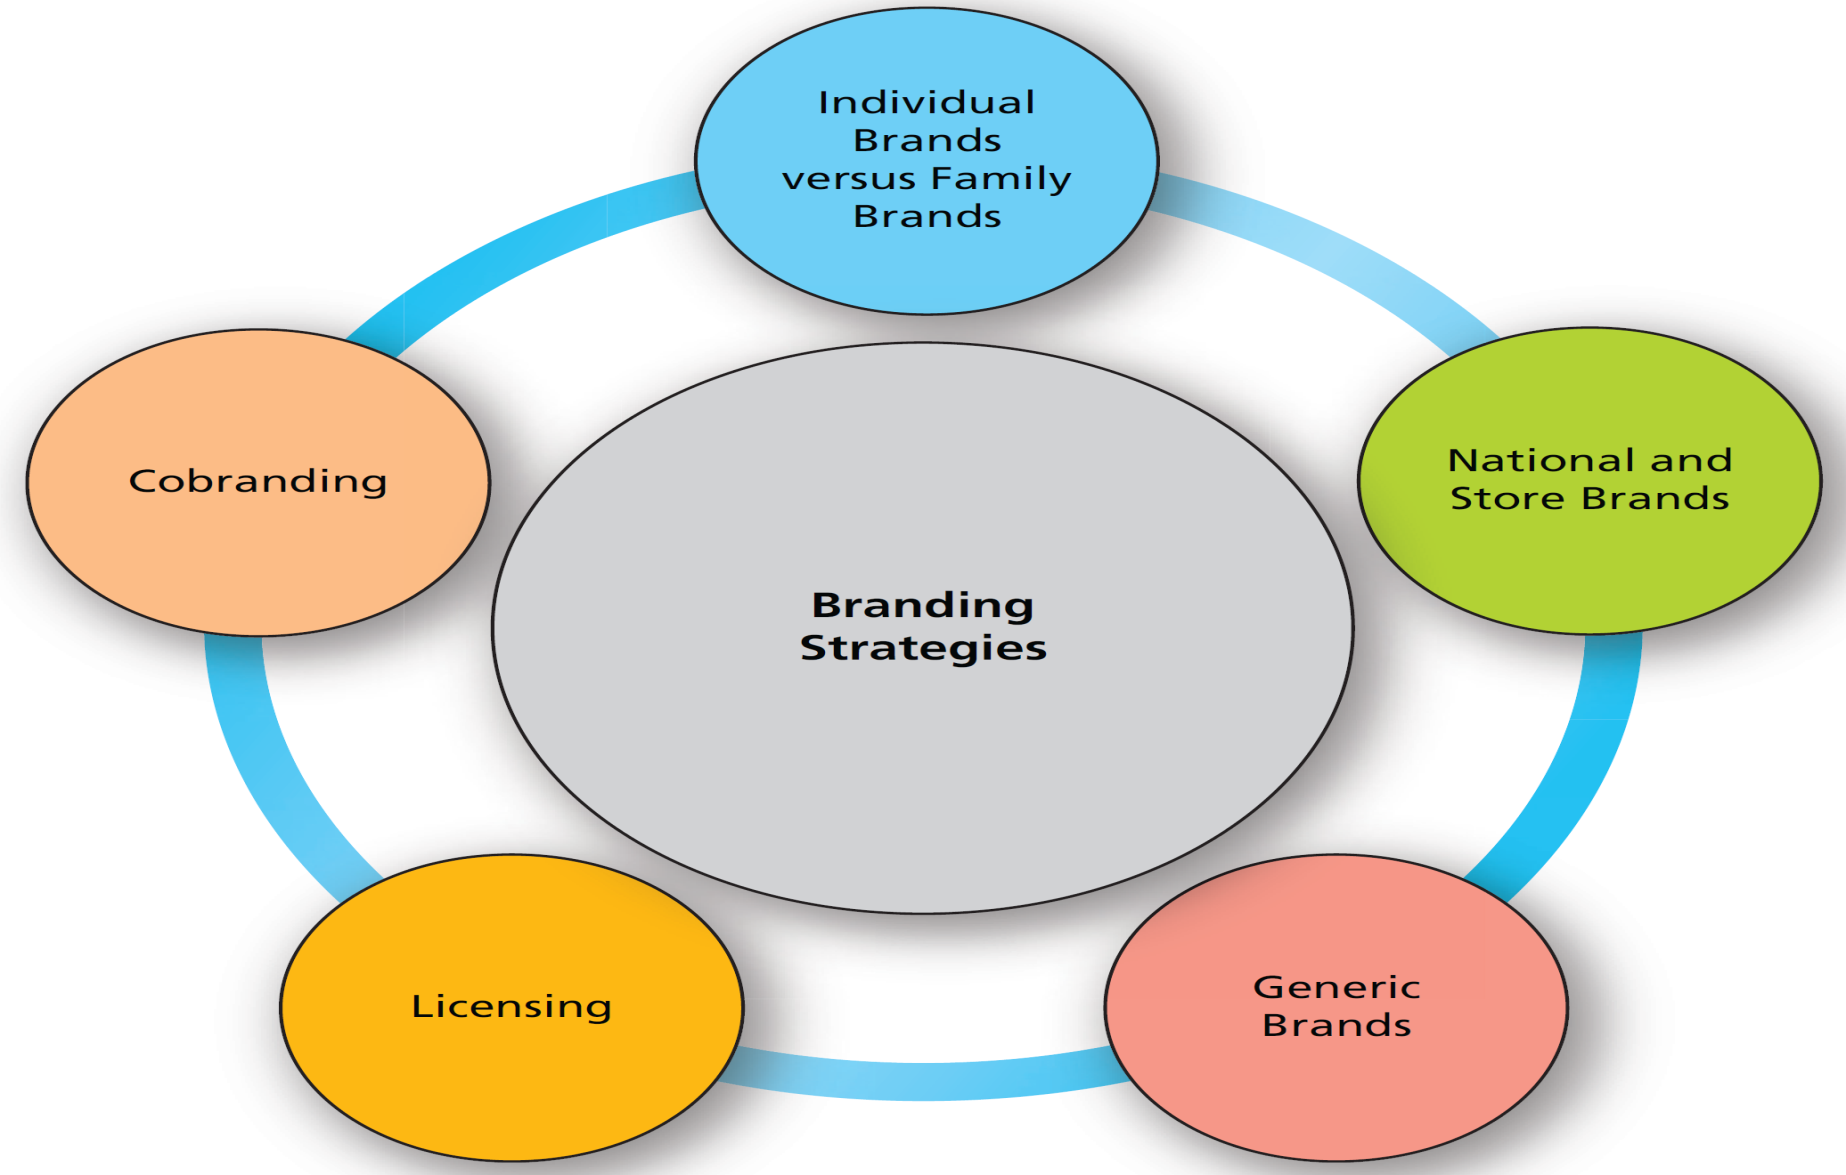 Individual
Brands
versus Family
Brands
Cobranding
National and
Store Brands
Branding
Strategies
Licensing
Generic
Brands